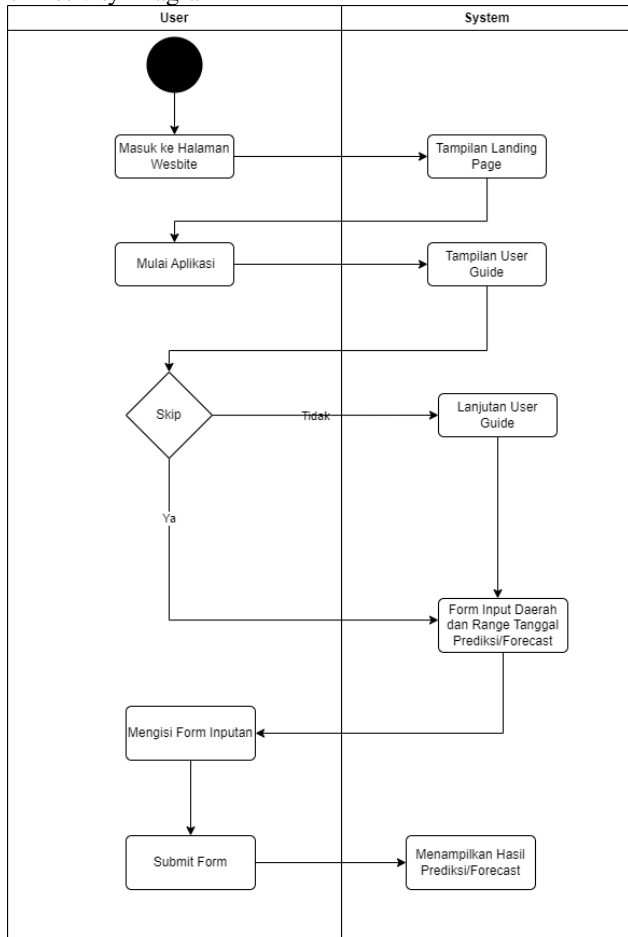 User
System
Masuk ke Halaman
Wesbite
Tampilan Landing
Page
Mulai Aplikasi
Tampilan User
Guide
Skip
Tidak
Lanjutan User
Guide
Ya
Form Input Daerah
dan Range Tanggal
Prediksi/Forecast
Mengisi Form Inputan
Submit Form
Menampilkan Hasil
Prediksi/Forecast